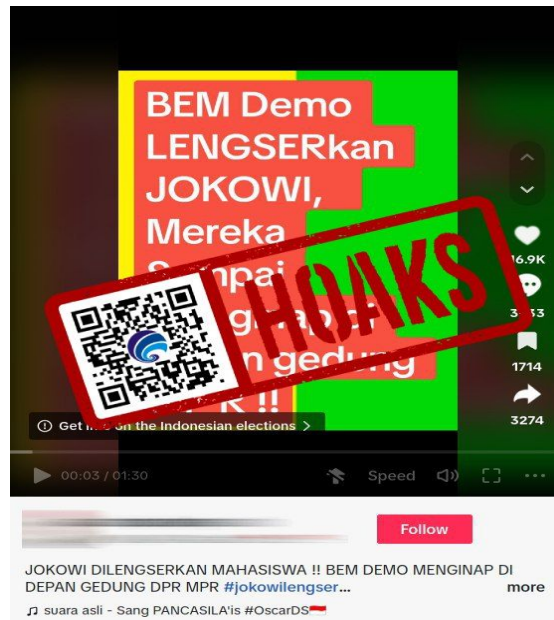 BEM Demo
LENGSERkan
JOKOWI,
Mereka
HOAKS
gedung
!!
16.9K
1714
3274
Get on the Indonesian elections >
00:03 / 01:30
Speed
Follow
JOKOWI DILENGSERKAN MAHASISWA !! BEM DEMO MENGINAP DI
DEPAN GEDUNG DPR MPR #jokowilengser... more
suara asli - Sang PANCASILA'is #OscarDS